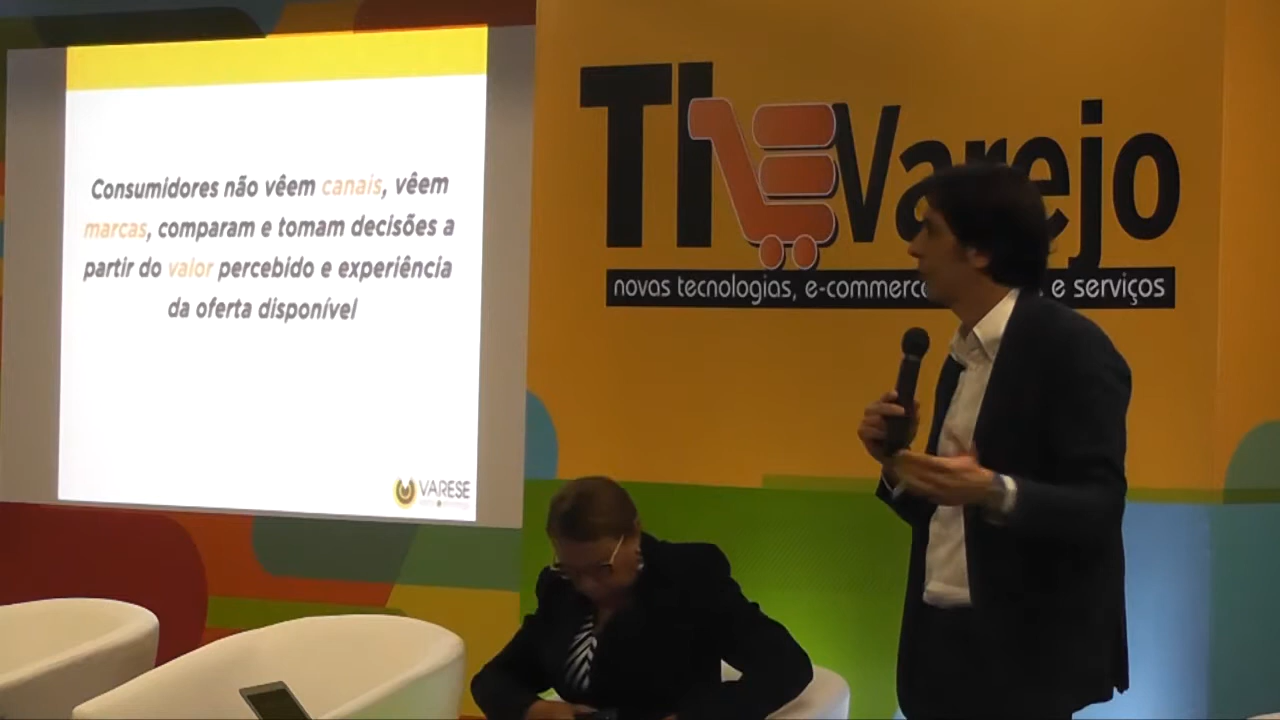 Consumidores não vêem canais, vêem
marcas, comparam e tomam decisões a
partir do valor percebido e experiência
da oferta disponível
VARESE
TI Varejo
novas tecnologias, e-commerce e serviços